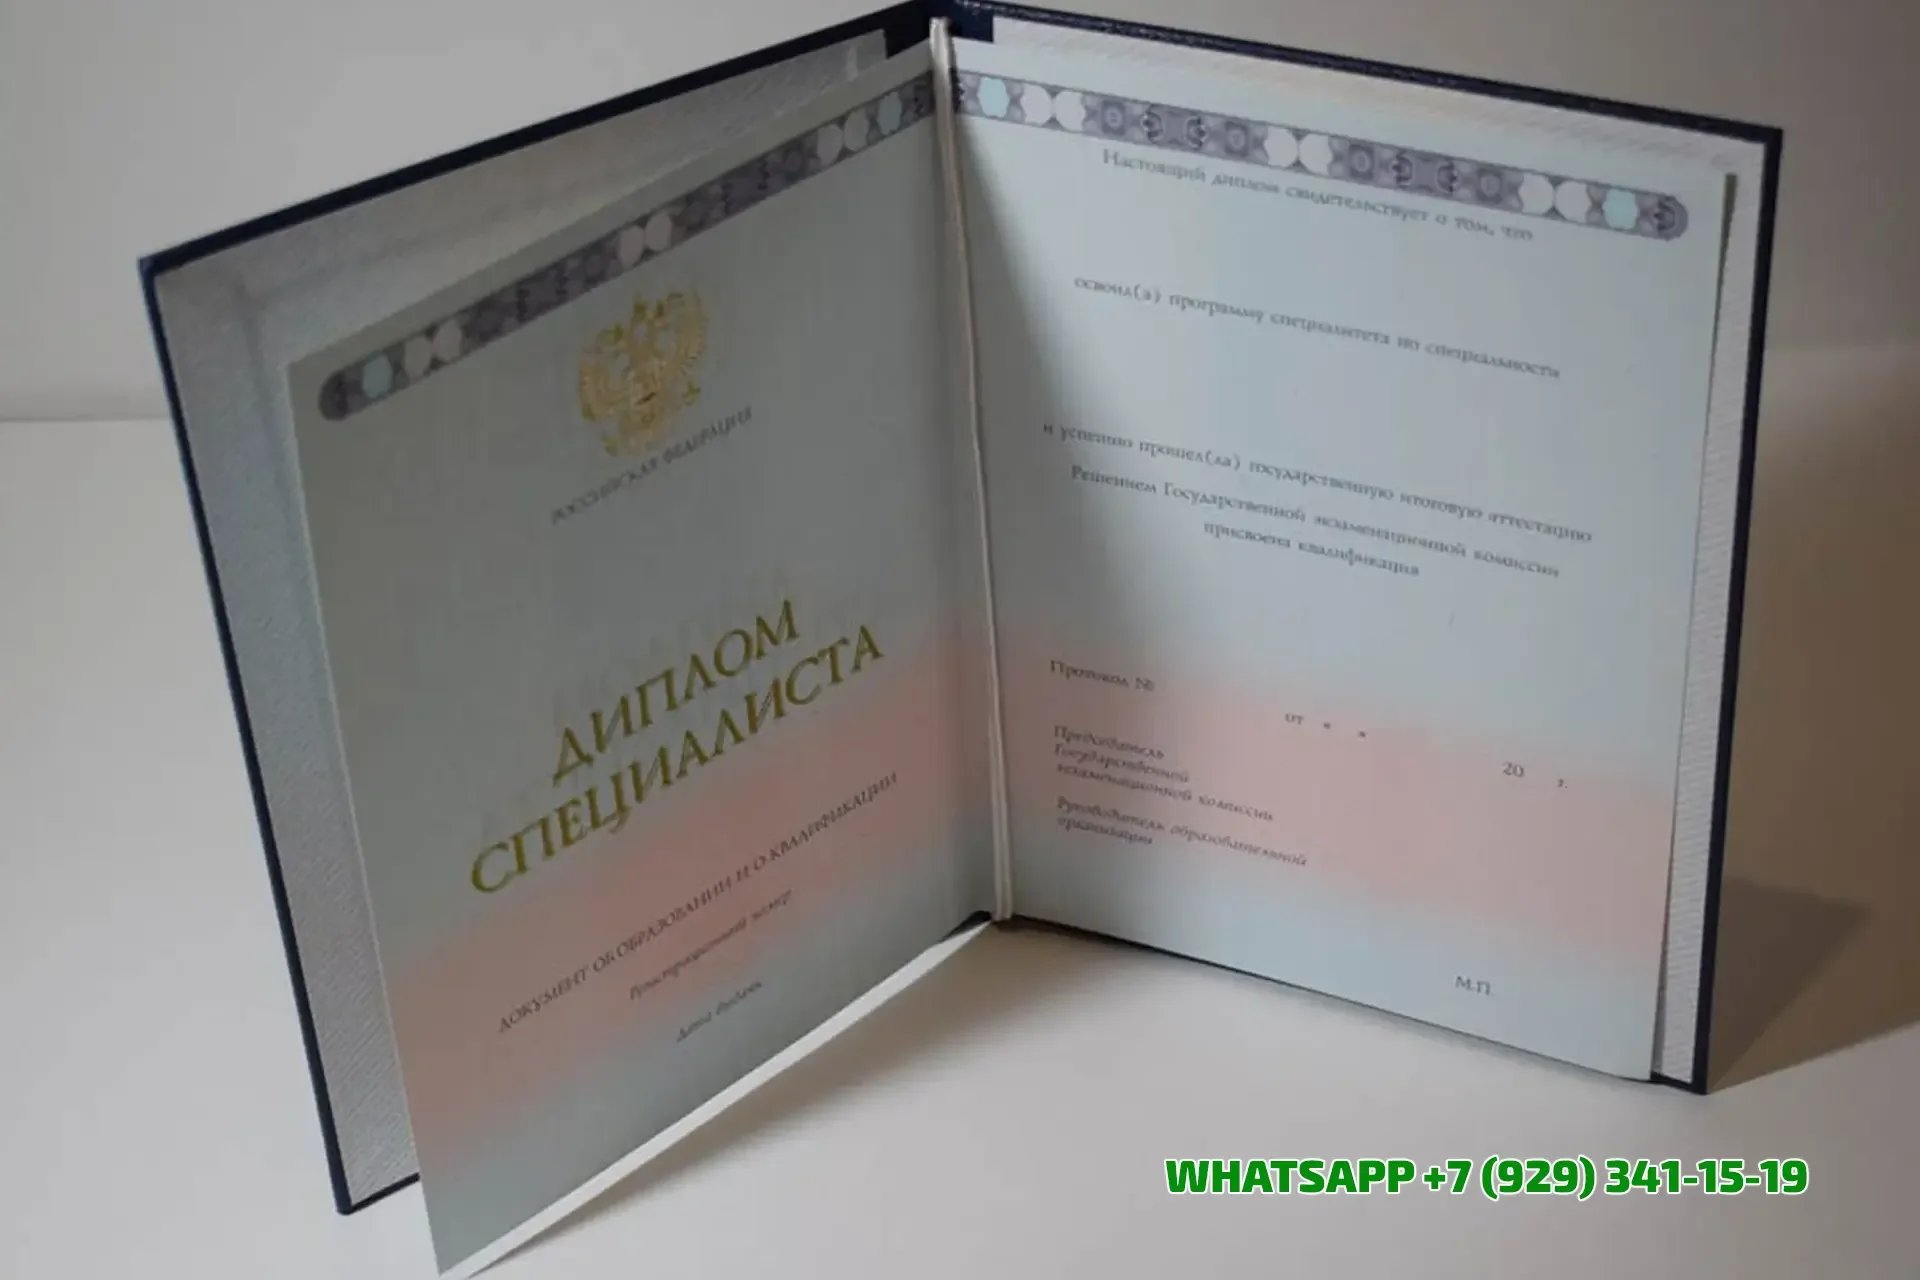 РОССИЙСКАЯ ФЕДЕРАЦИЯ
ДИПЛОМ
СПЕЦИАЛИСТА
ДОКУМЕНТ ОБ ОБРАЗОВАНИИ И О КВАЛИФИКАЦИИ
Регистрационный номер
Дата выдачи
Настоящий диплом свидетельствует о том, что
освоил(а) программу специалитета по специальности
и успешно прошел(ла) государственную итоговую аттестацию
Решением Государственной экзаменационной комиссии
присвоена квалификация
Протокол №
от « »
20 г.
Председатель
Государственной
экзаменационной комиссии
Руководитель образовательной
организации
М.П.
WHATSAPP +7 (929) 341-15-19